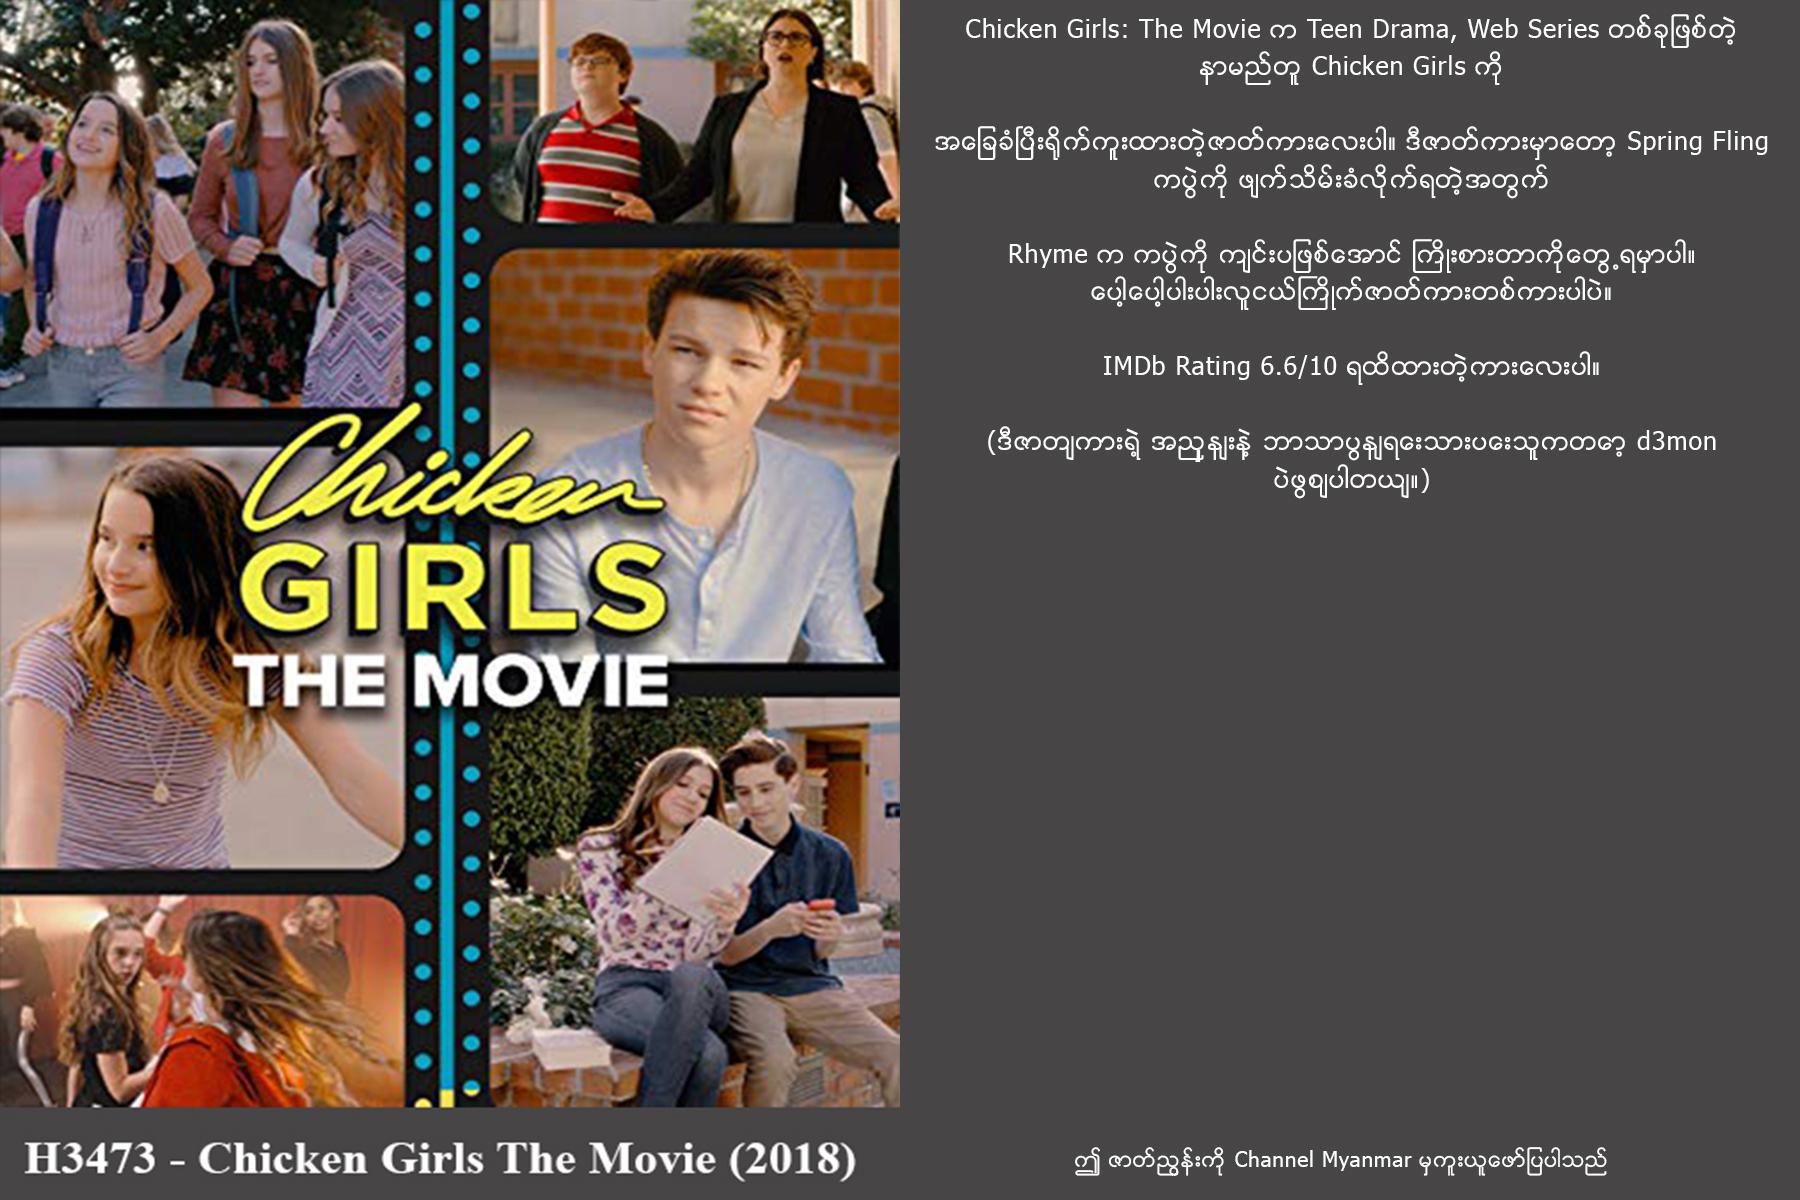 Chicken
GIRLS
THE MOVIE
H3473 - Chicken Girls The Movie (2018)
Chicken Girls: The Movie က Teen Drama, Web Series တစ်ခုဖြစ်တဲ့
နာမည်တူ Chicken Girls ကို
အခြေခံပြီးရိုက်ကူးထားတဲ့ဇာတ်ကားလေးပါ။ ဒီဇာတ်ကားမှာတော့ Spring Fling
ကပွဲကို ဖျက်သိမ်းခံလိုက်ရတဲ့အတွက်
Rhyme က ကပွဲကို ကျင်းပဖြစ်အောင် ကြိုးစားတာကိုတွေ့ရမှာပါ။
ပေါ့ပေါ့ပါးပါးလူငယ်ကြိုက်ဇာတ်ကားတစ်ကားပါပဲ။
IMDb Rating 6.6/10 ရထိထားတဲ့ကားလေးပါ။
(ဒီဇာတျကားရဲ့ အညှနျးနဲ့ ဘာသာပွနျရေးသားပေးသူကတော့ d3mon
ပဲဖွစျပါတယျ။)
ဤ ဇာတ်ညွှန်းကို Channel Myanmar မှကူးယူဖော်ပြပါသည်